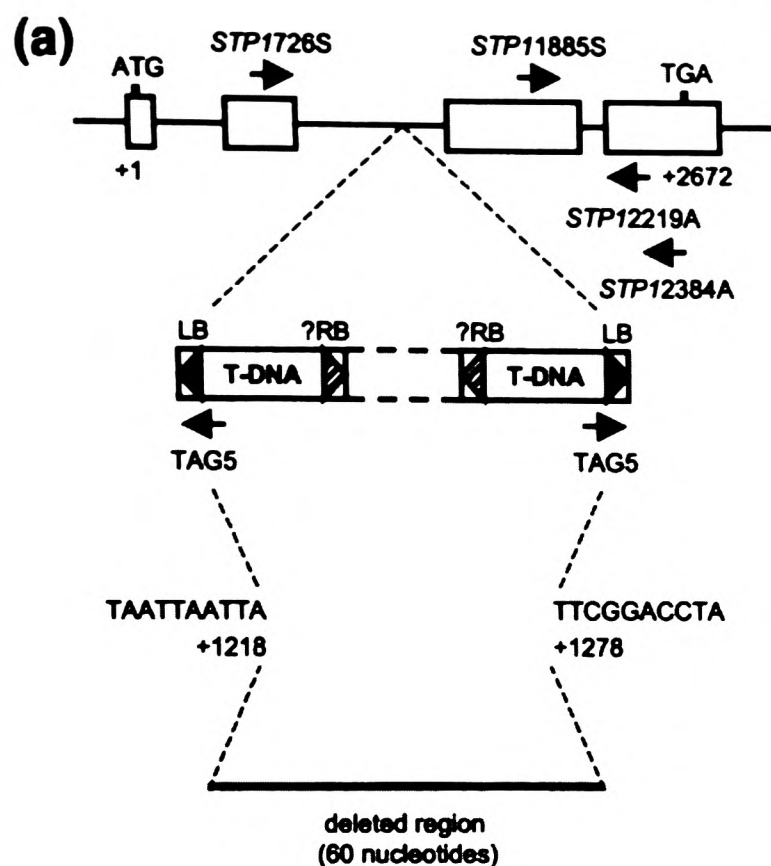 (a)
STP1726S
STP11885S
ATG
TGA
+1
+2672
STP12219A
STP12384A
LB
?RB
?RB
LB
T-DNA
T-DNA
TAG5
TAG5
TAATTAATTA
TTCGGACCTA
+1218
+1278
deleted region
(60 nucleotides)